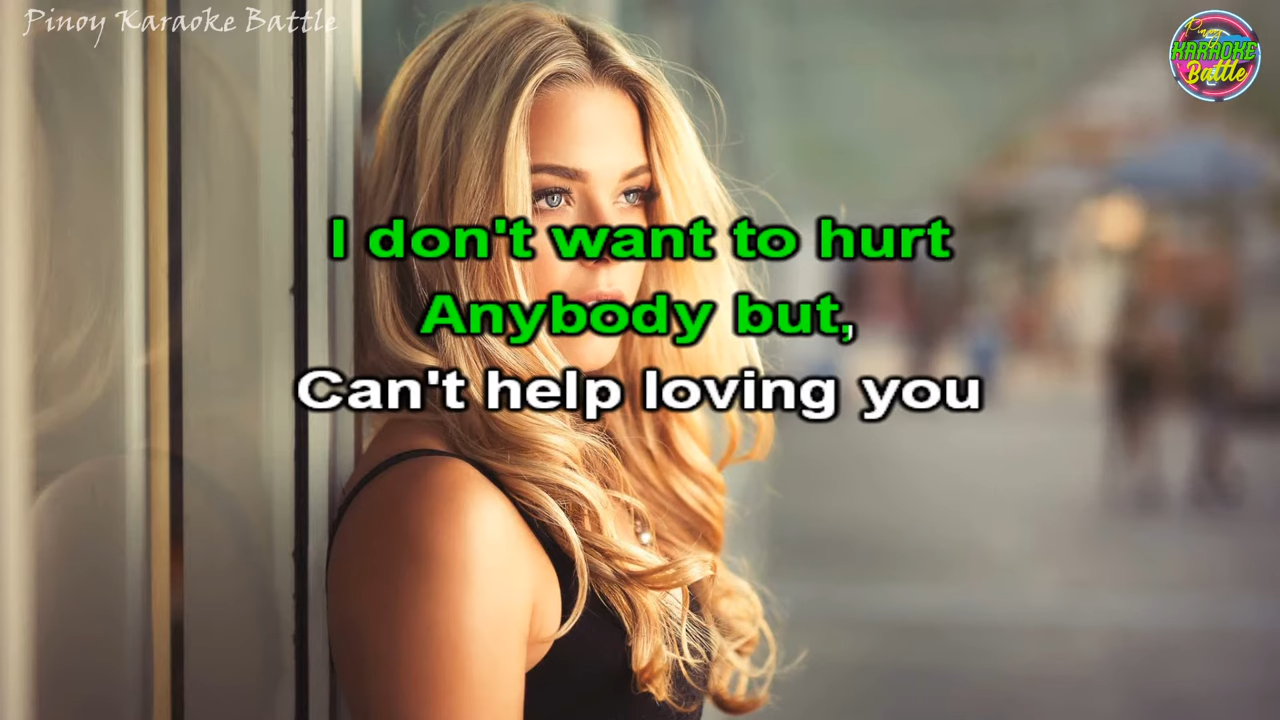 Pinoy Karaoke Battle
Pinoy
KARAOKE
Battle
I don't want to hurt
Anybody but,
Can't help loving you